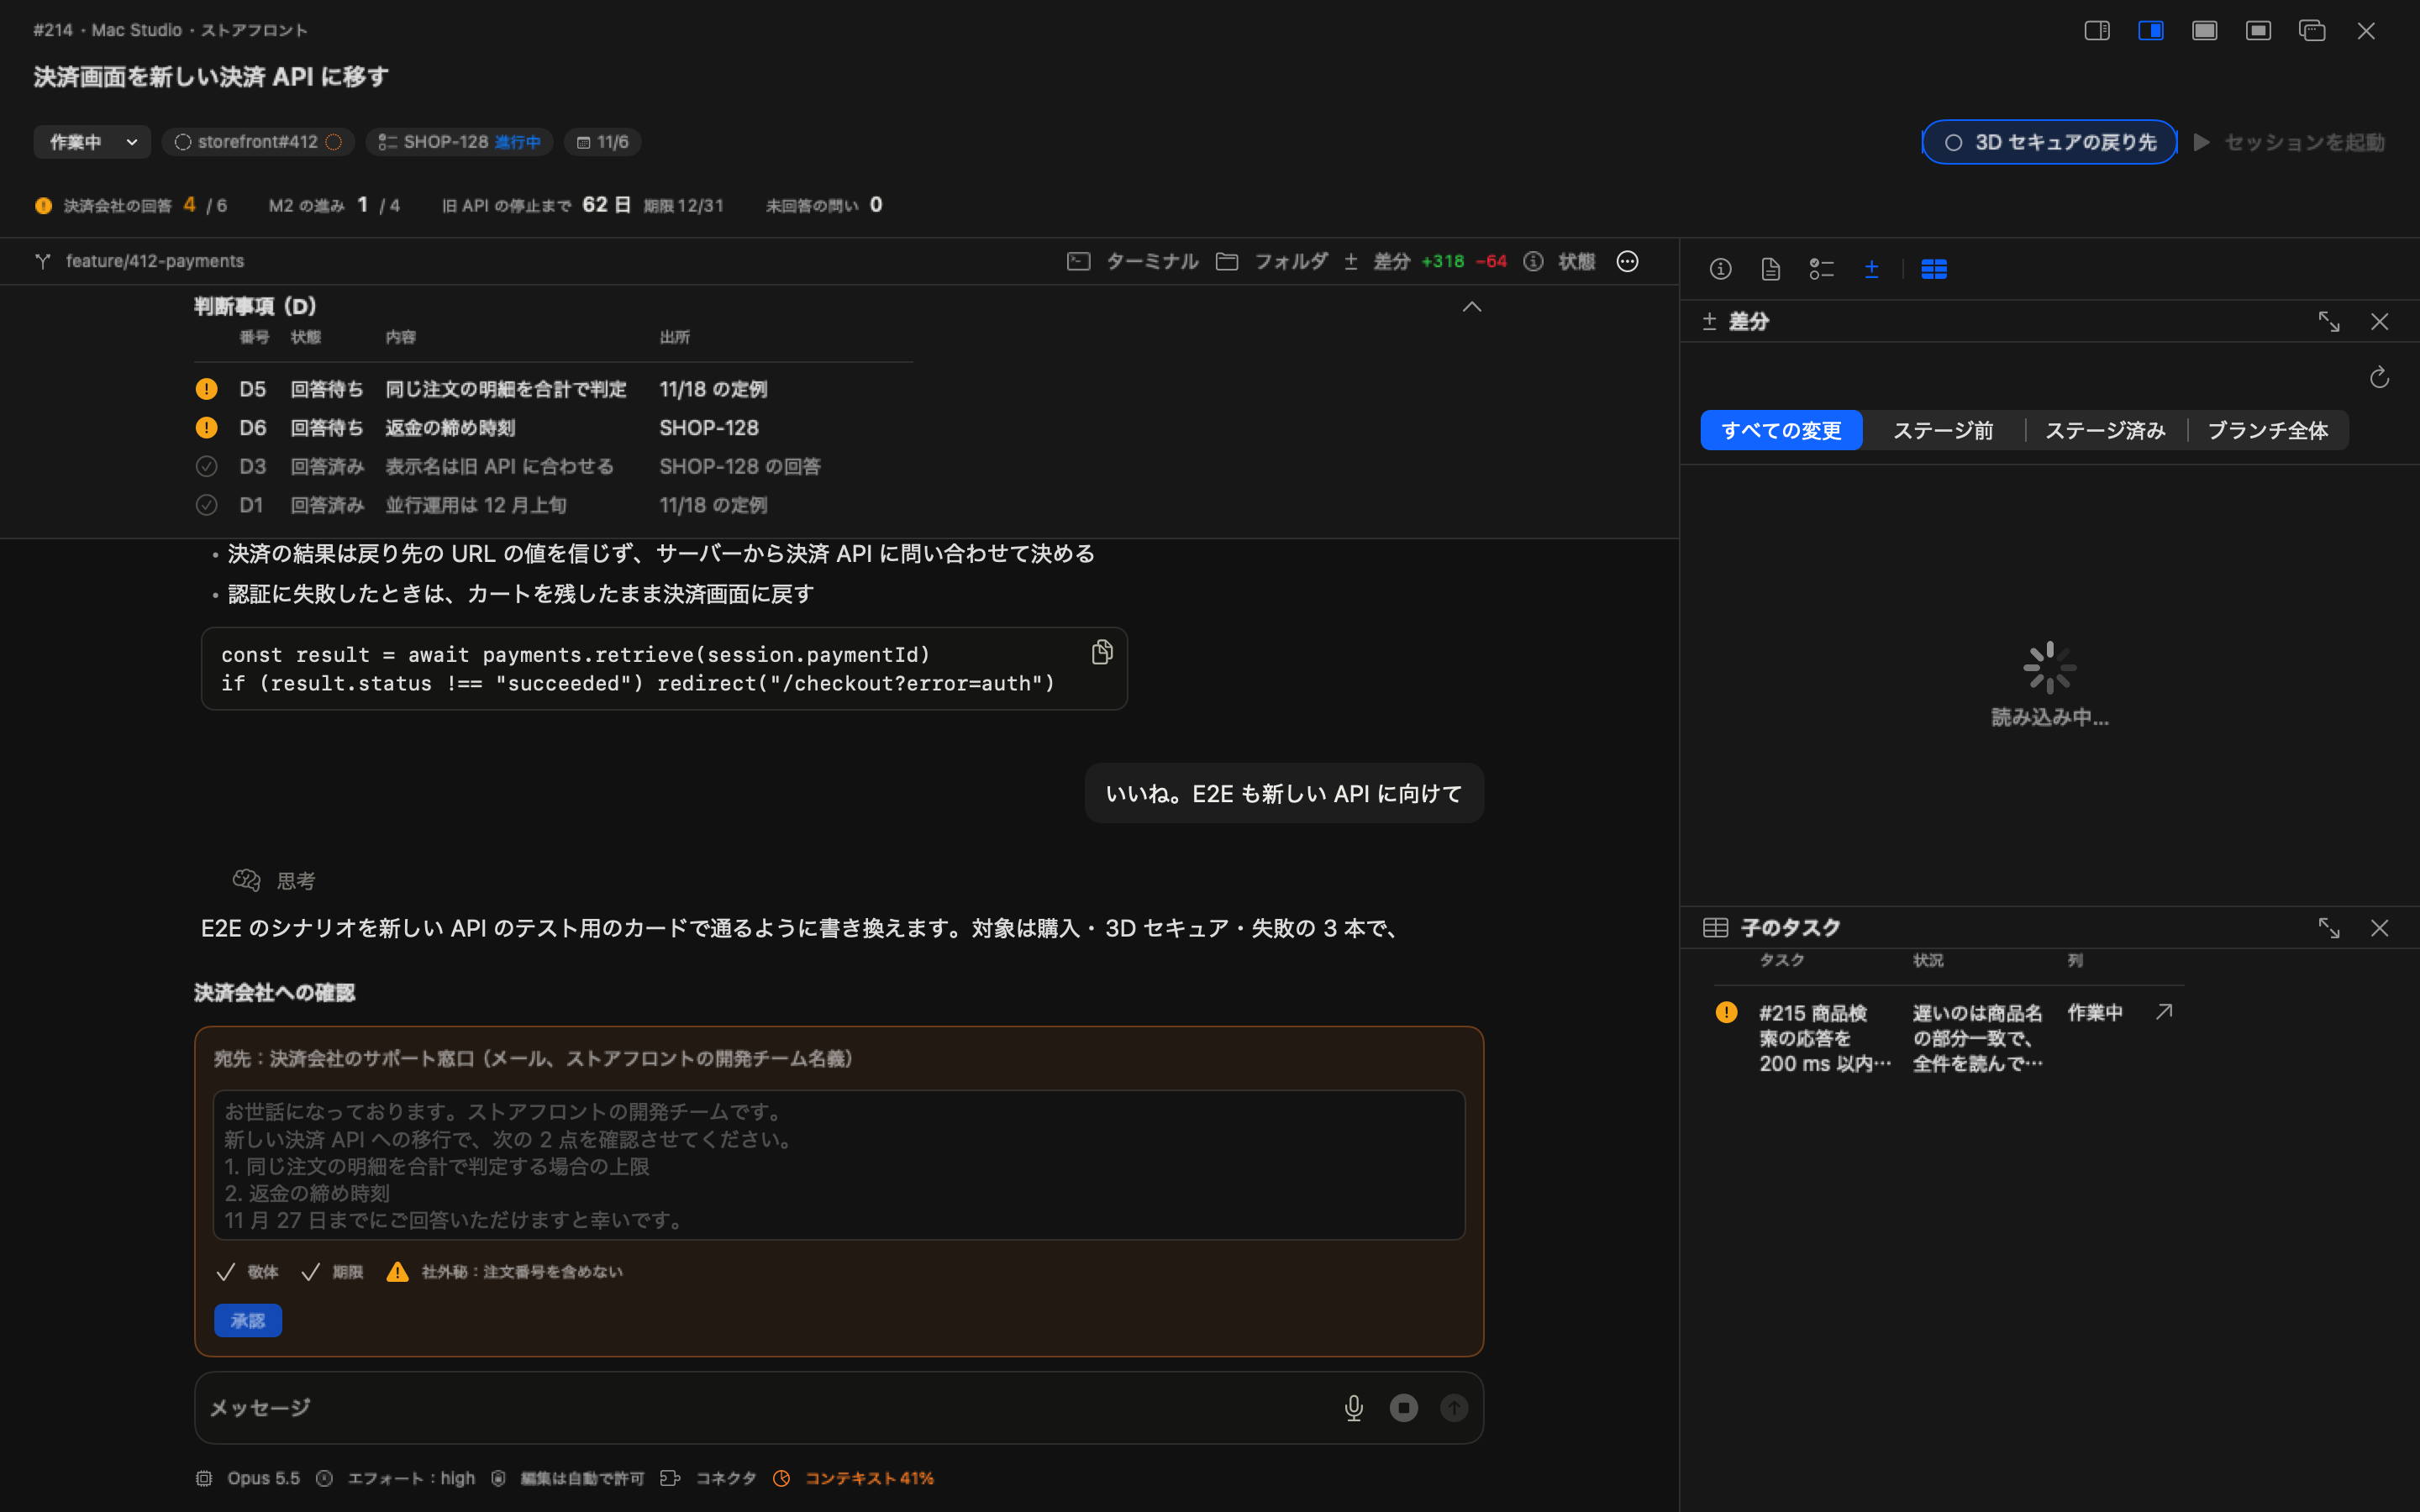 #214 · Mac Studio · ストアフロント
決済画面を新しい決済 API に移す
作業中 storefront#412 SHOP-128 進行中 11/6
3D セキュアの戻り先 セッションを起動
決済会社の回答 4 / 6 M2 の進み 1 / 4 旧 API の停止まで 62 日 期限 12/31 未回答の問い 0
feature/412-payments
ターミナル フォルダ 差分 +318 −64 状態
判断事項（D）
番号 状態 内容 出所
D5 回答待ち 同じ注文の明細を合計で判定 11/18 の定例
D6 回答待ち 返金の締め時刻 SHOP-128
D3 回答済み 表示名は旧 API に合わせる SHOP-128 の回答
D1 回答済み 並行運用は 12 月上旬 11/18 の定例
• 決済の結果は戻り先の URL の値を信じず、サーバーから決済 API に問い合わせて決める
• 認証に失敗したときは、カートを残したまま決済画面に戻す
const result = await payments.retrieve(session.paymentId)
if (result.status !== "succeeded") redirect("/checkout?error=auth")
いいね。E2E も新しい API に向けて
思考
E2E のシナリオを新しい API のテスト用のカードで通るように書き換えます。対象は購入・3D セキュア・失敗の 3 本で、
決済会社への確認
宛先：決済会社のサポート窓口（メール、ストアフロントの開発チーム名義）
お世話になっております。ストアフロントの開発チームです。
新しい決済 API への移行で、次の 2 点を確認させてください。
1. 同じ注文の明細を合計で判定する場合の上限
2. 返金の締め時刻
11 月 27 日までにご回答いただけますと幸いです。
敬体 期限 社外秘：注文番号を含めない
承認
メッセージ
Opus 5.5 エフォート：high 編集は自動で許可 コネクタ コンテキスト 41%
差分
すべての変更 ステージ前 ステージ済み ブランチ全体
読み込み中...
子のタスク
タスク 状況 列
#215 商品検 遅いのは商品名 作業中
索の応答を の部分一致で、
200 ms 以内… 全件を読んで…